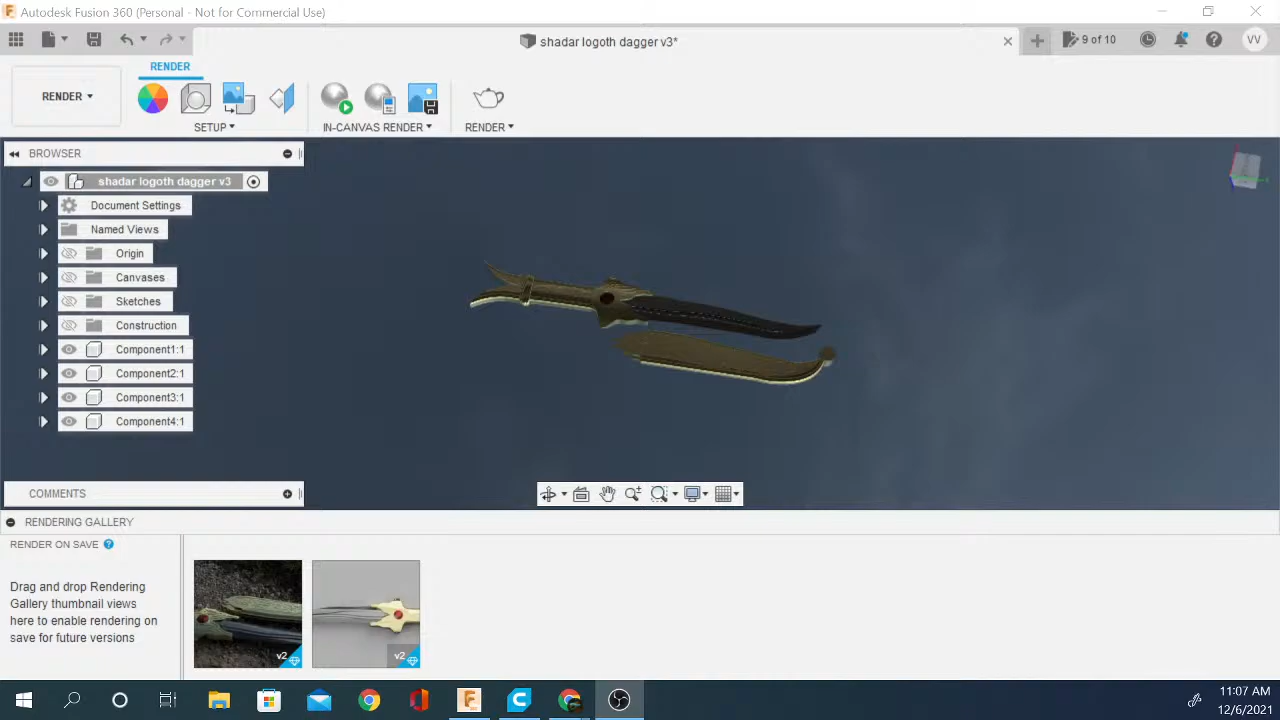 Autodesk Fusion 360 (Personal - Not for Commercial Use)
shadar logoth dagger v3*
9 of 10
VV
RENDER
RENDER
SETUP
IN-CANVAS RENDER
RENDER
BROWSER
shadar logoth dagger v3
Document Settings
Named Views
Origin
Canvases
Sketches
Construction
Component1:1
Component2:1
Component3:1
Component4:1
COMMENTS
RENDERING GALLERY
RENDER ON SAVE
Drag and drop Rendering
Gallery thumbnail views
here to enable rendering on
save for future versions
v2
v2
11:07 AM
12/6/2021